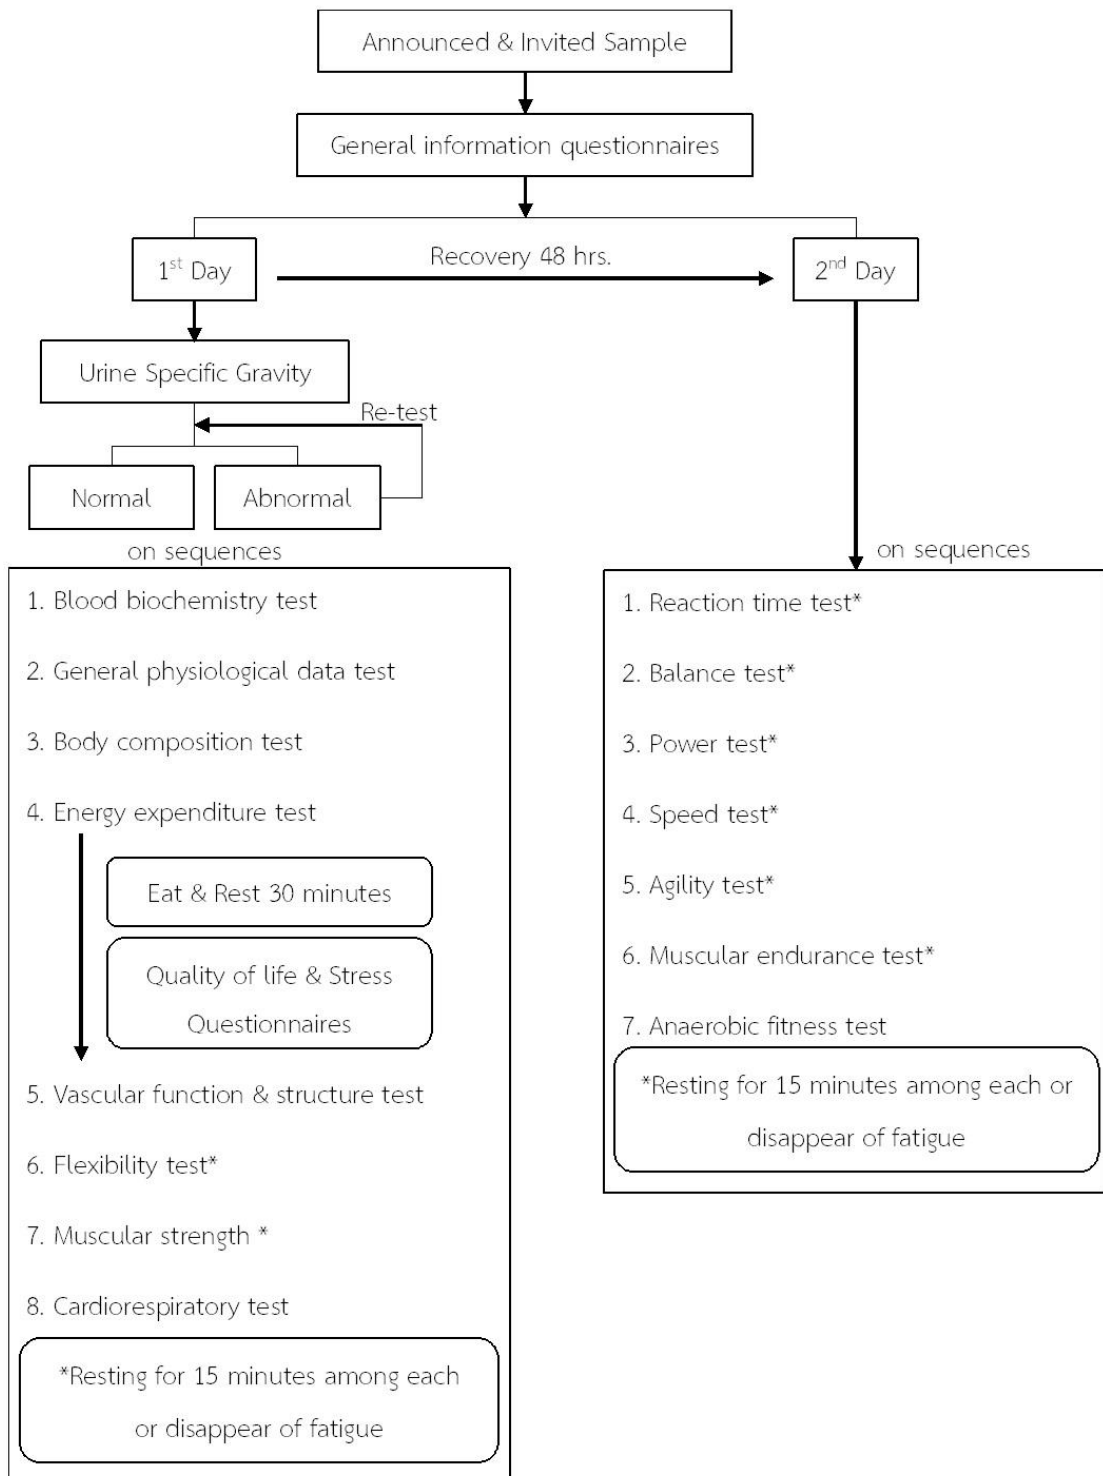 Announced & Invited Sample
General information questionnaires
1st Day
Recovery 48 hrs.
2nd Day
Urine Specific Gravity
Re-test
Normal
Abnormal
on sequences
1. Blood biochemistry test
2. General physiological data test
3. Body composition test
4. Energy expenditure test
Eat & Rest 30 minutes
Quality of life & Stress
Questionnaires
5. Vascular function & structure test
6. Flexibility test*
7. Muscular strength *
8. Cardiorespiratory test
*Resting for 15 minutes among each
or disappear of fatigue
on sequences
1. Reaction time test*
2. Balance test*
3. Power test*
4. Speed test*
5. Agility test*
6. Muscular endurance test*
7. Anaerobic fitness test
*Resting for 15 minutes among each or
disappear of fatigue